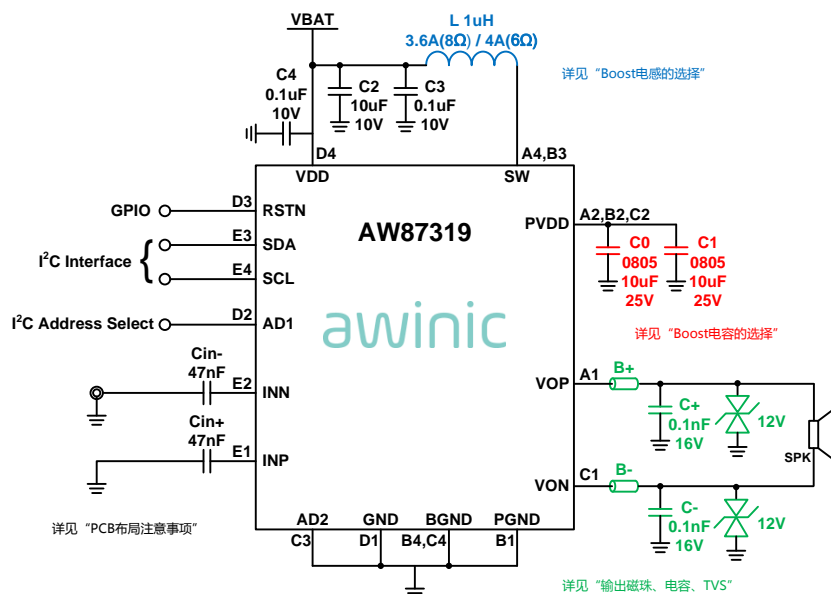 VBAT
L 1uH
3.6A(8Ω) / 4A(6Ω)
详见 “Boost电感的选择”
C4
0.1uF
10V
C2
10uF
10V
C3
0.1uF
10V
D4
A4,B3
VDD
SW
GPIO
D3
RSTN
I²C Interface
{
E3
SDA
E4
SCL
I²C Address Select
D2
AD1
AW87319
awinic
PVDD
A2,B2,C2
C0
0805
10uF
25V
C1
0805
10uF
25V
详见 “Boost电容的选择”
Cin-
47nF
E2
INN
Cin+
47nF
E1
INP
VOP
A1
B+
C+
0.1nF
16V
12V
SPK
VON
C1
B-
C-
0.1nF
16V
12V
详见 “PCB布局注意事项”
AD2
GND
BGND
PGND
C3
D1
B4,C4
B1
详见 “输出磁珠、电容、TVS”